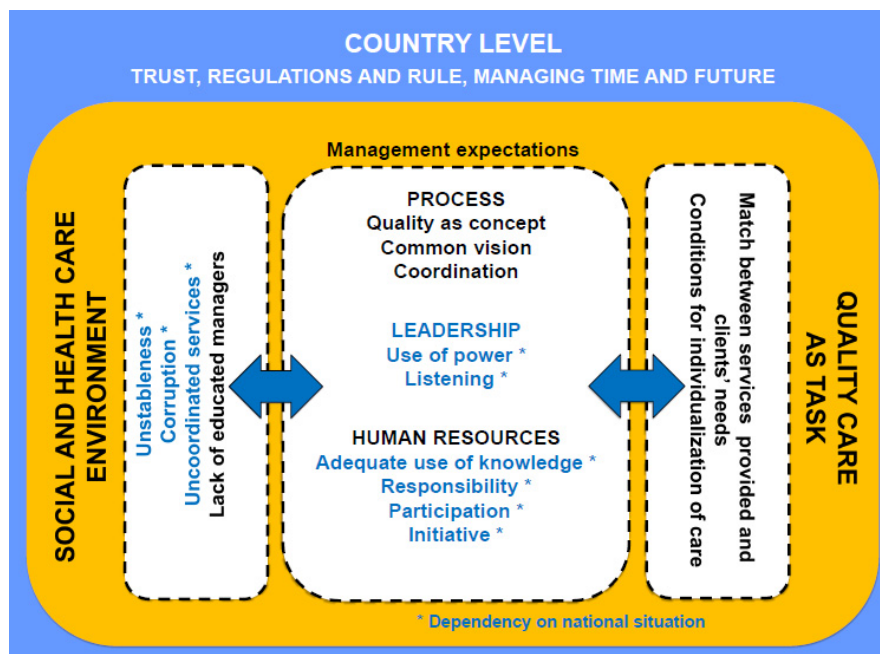 COUNTRY LEVEL
TRUST, REGULATIONS AND RULE, MANAGING TIME AND FUTURE
SOCIAL AND HEALTH CARE
ENVIRONMENT
Unstableness *
Corruption *
Uncoordinated services *
Lack of educated managers
Management expectations
PROCESS
Quality as concept
Common vision
Coordination
LEADERSHIP
Use of power *
Listening *
HUMAN RESOURCES
Adequate use of knowledge *
Responsibility *
Participation *
Initiative *
Match between services provided and
clients' needs
Conditions for individualization of care
QUALITY CARE
AS TASK
* Dependency on national situation